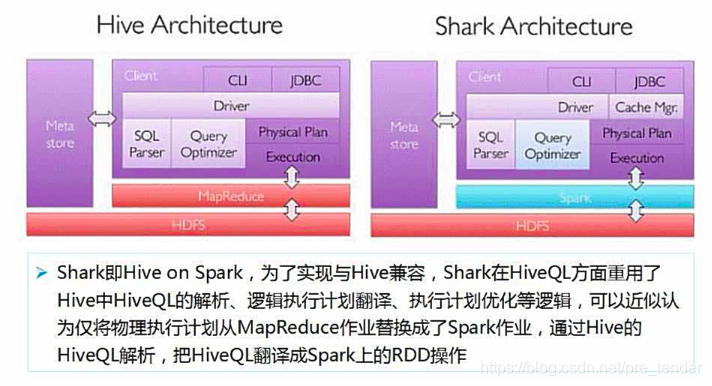 Hive Architecture
Client
CLI
JDBC
Driver
Meta
store
SQL
Parser
Query
Optimizer
Physical Plan
Execution
MapReduce
HDFS
Shark Architecture
Client
CLI
JDBC
Driver
Cache Mgr.
Meta
store
SQL
Parser
Query
Optimizer
Physical Plan
Execution
Spark
HDFS
Shark即Hive on Spark，为了实现与Hive兼容，Shark在HiveQL方面重用了
Hive中HiveQL的解析、逻辑执行计划翻译、执行计划优化等逻辑，可以近似认
为仅将物理执行计划从MapReduce作业替换成了Spark作业，通过Hive的
HiveQL解析，把HiveQL翻译成Spark上的RDD操作
https://blog.csdn.net/pre_tender